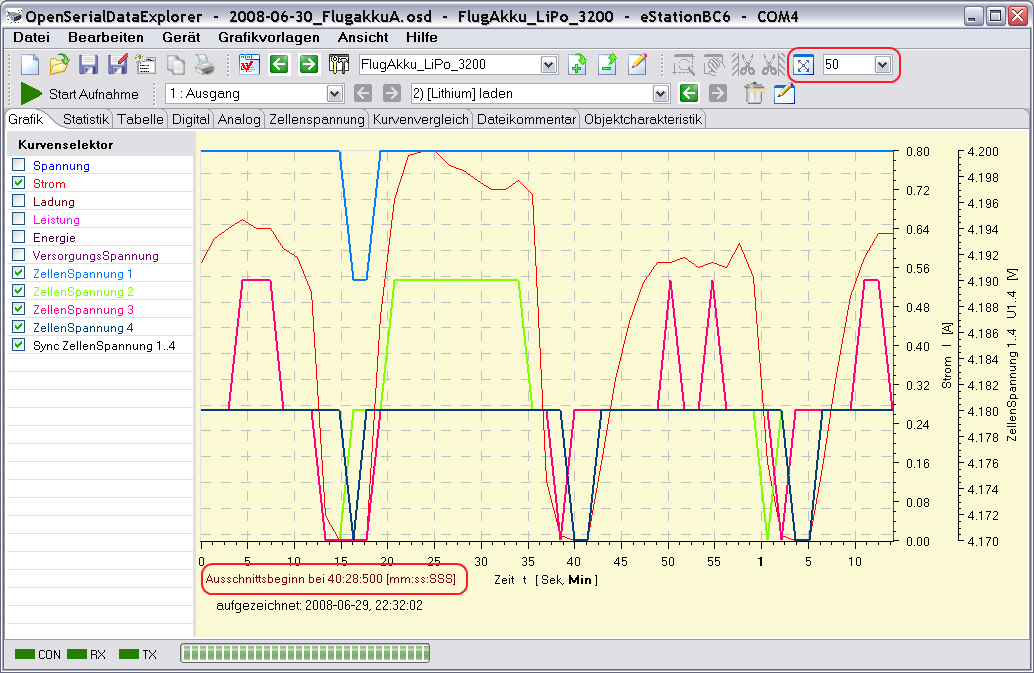 OpenSerialDataExplorer - 2008-06-30_FlugakkuA.osd - FlugAkku_LiPo_3200 - eStationBC6 - COM4
Datei Bearbeiten Gerät Grafikvorlagen Ansicht Hilfe
FlugAkku_LiPo_3200 50
Start Aufnahme 1 : Ausgang 2) [Lithium] laden
Grafik Statistik Tabelle Digital Analog Zellenspannung Kurvenvergleich Dateikommentar Objektcharakteristik
Kurvenselektor
Spannung
Strom
Ladung
Leistung
Energie
VersorgungsSpannung
ZellenSpannung 1
ZellenSpannung 2
ZellenSpannung 3
ZellenSpannung 4
Sync ZellenSpannung 1..4
0.80
0.72
0.64
0.56
0.48
0.40
0.32
0.24
0.16
0.08
0.00
Strom I [A]
4.200
4.198
4.196
4.194
4.192
4.190
4.188
4.186
4.184
4.182
4.180
4.178
4.176
4.174
4.172
4.170
ZellenSpannung 1..4 U1..4 [V]
0 5 10 15 20 25 30 35 40 45 50 55 1 5 10
Ausschnittsbeginn bei 40:28:500 [mm:ss:SSS] Zeit t [ Sek, Min ]
aufgezeichnet: 2008-06-29, 22:32:02
CON RX TX